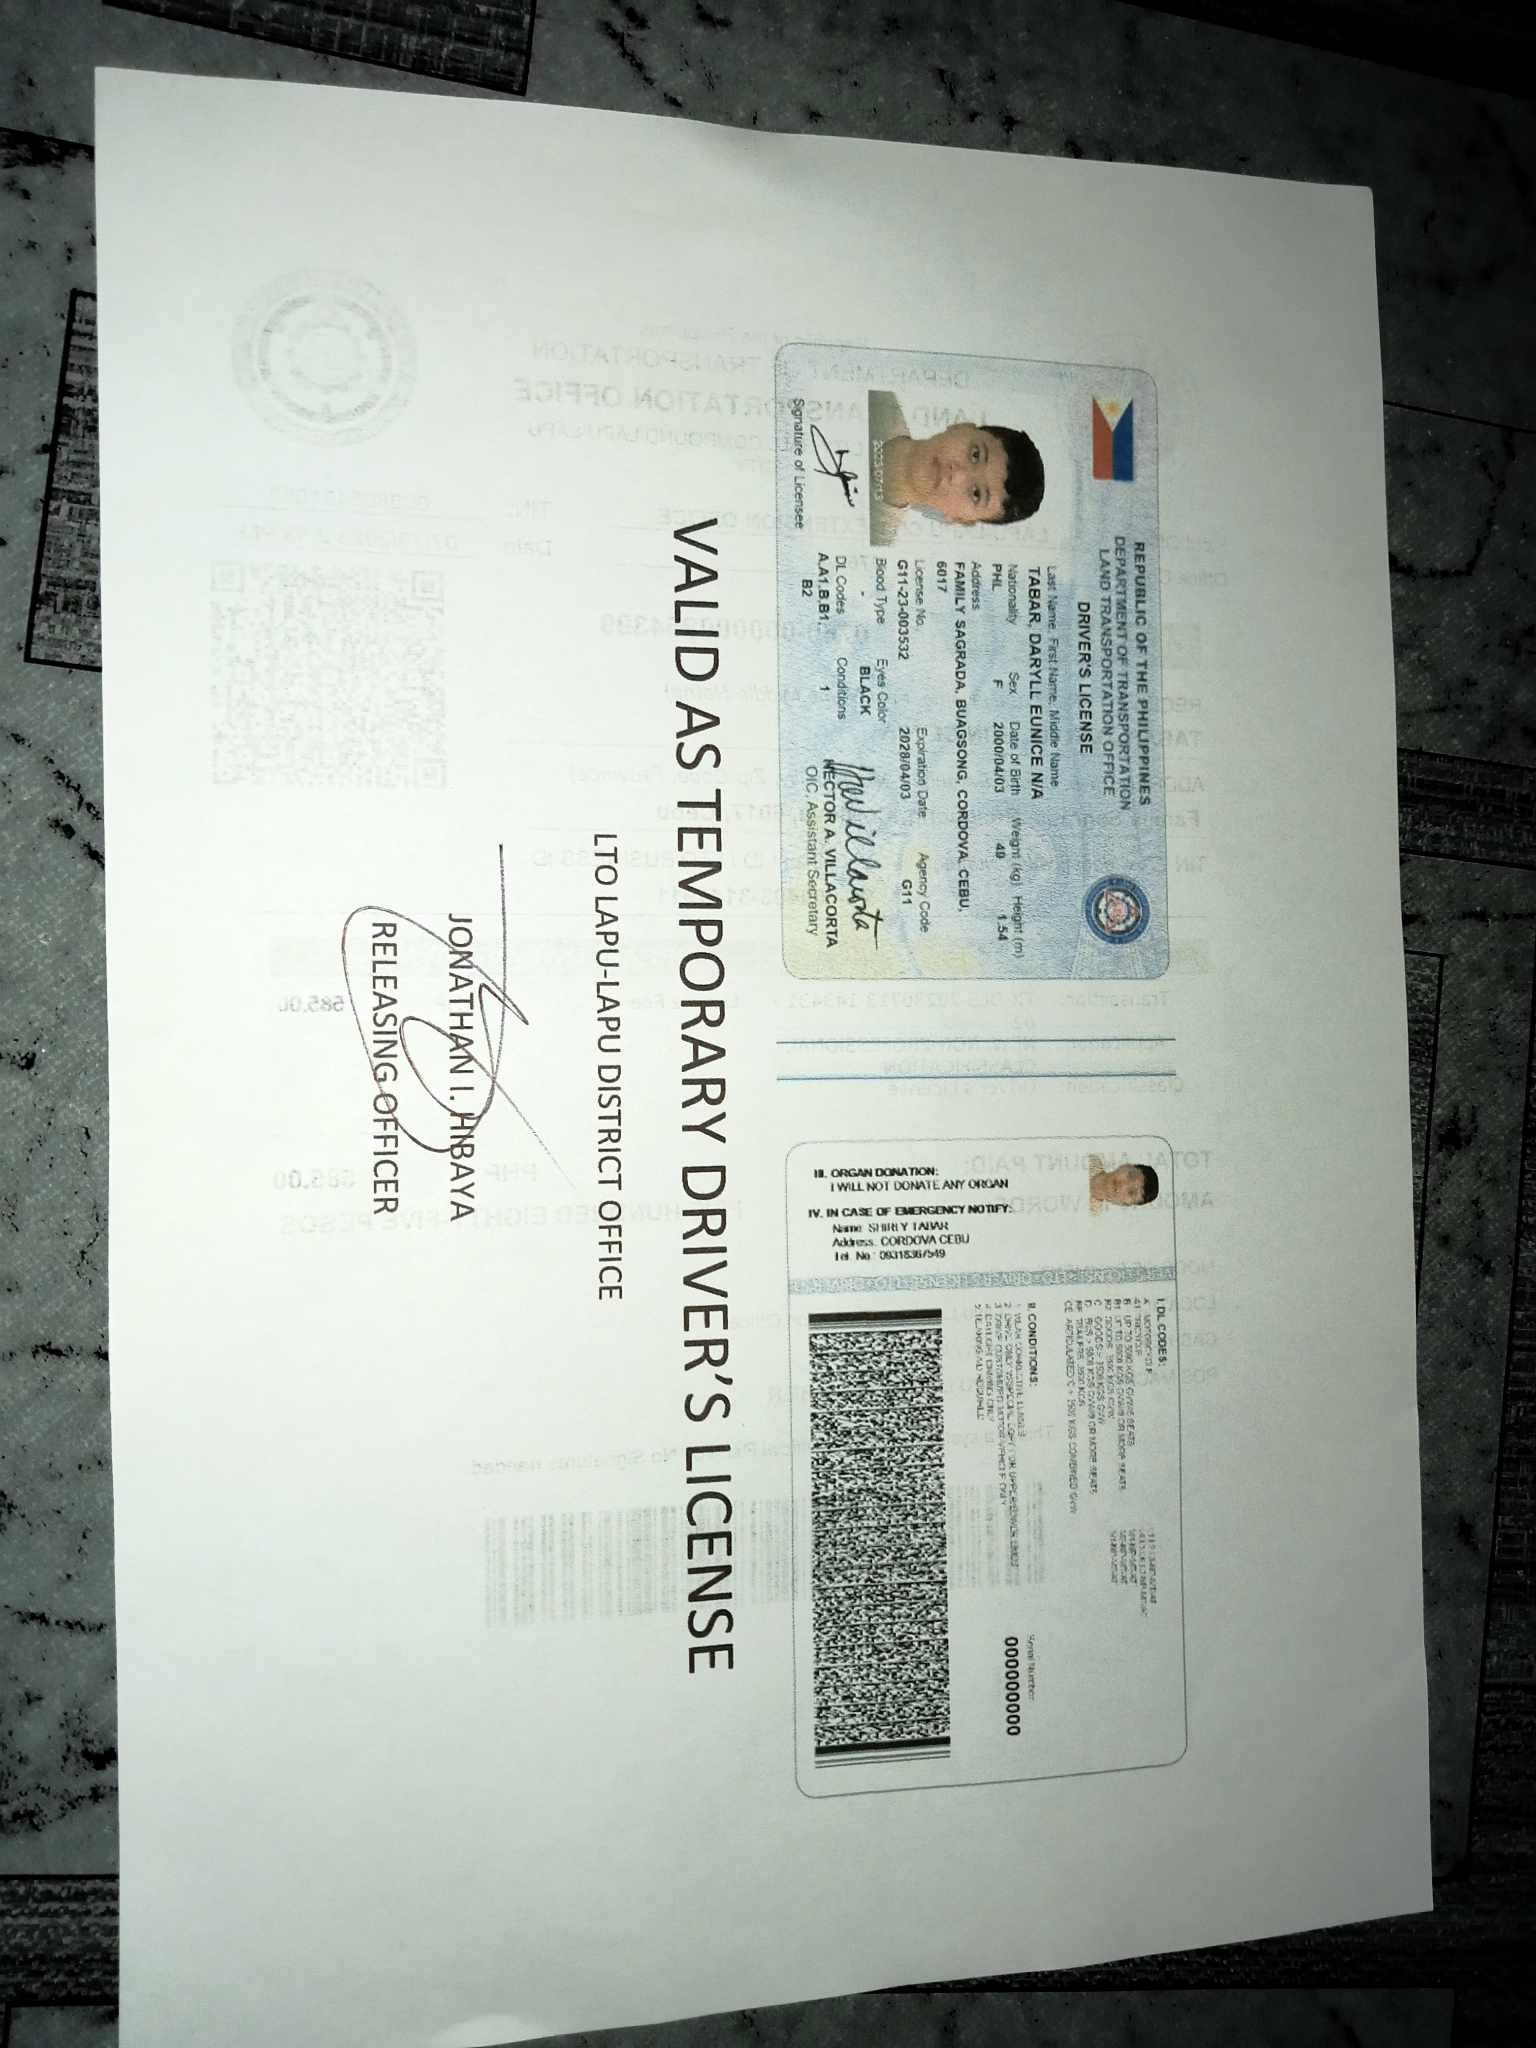 REPUBLIC OF THE PHILIPPINES
DEPARTMENT OF TRANSPORTATION
LAND TRANSPORTATION OFFICE
DRIVER'S LICENSE
Last Name, First Name, Middle Name
TABAR, DARYLL EUNICE N/A
Nationality Sex Date of Birth Weight (kg) Height (m)
PHL F 2000/04/03 49 1.54
Address
FAMILY SAGRADA, BUAGSONG, CORDOVA, CEBU,
6017
License No. Expiration Date Agency Code
G11-23-003532 2028/04/03 G11
Blood Type Eyes Color
- BLACK
DL Codes Conditions
A,A1,B,B1, 1
B2
HECTOR A. VILLACORTA
OIC, Assistant Secretary
2023/07/13
Signature of Licensee
I. DL CODES:
A MOTORCYCLE
A1 TRICYCLE
B UP TO 5000 KGS GVW/8 SEATS
B1 UP TO 5000 KGS GVW/9 OR MORE SEATS
B2 GOODS 3500 KGS GVW
C GOODS > 3500 KGS GVW
D BUS > 5000 KGS GVW/9 OR MORE SEATS
BE TRAILERS 3500 KGS
CE ARTICULATED C > 3500 KGS COMBINED GVW
II. CONDITIONS:
1 WEAR CORRECTIVE LENSES
3 DRIVE CUSTOMIZED MOTOR VEHICLE ONLY
4 DAYLIGHT DRIVING ONLY
Serial Number
000000000
III. ORGAN DONATION:
I WILL NOT DONATE ANY ORGAN
IV. IN CASE OF EMERGENCY NOTIFY:
Name: TABAR
Address: CORDOVA CEBU
Tel. No.:
VALID AS TEMPORARY DRIVER'S LICENSE
LTO LAPU-LAPU DISTRICT OFFICE
JONATHAN I. HIBAYA
RELEASING OFFICER